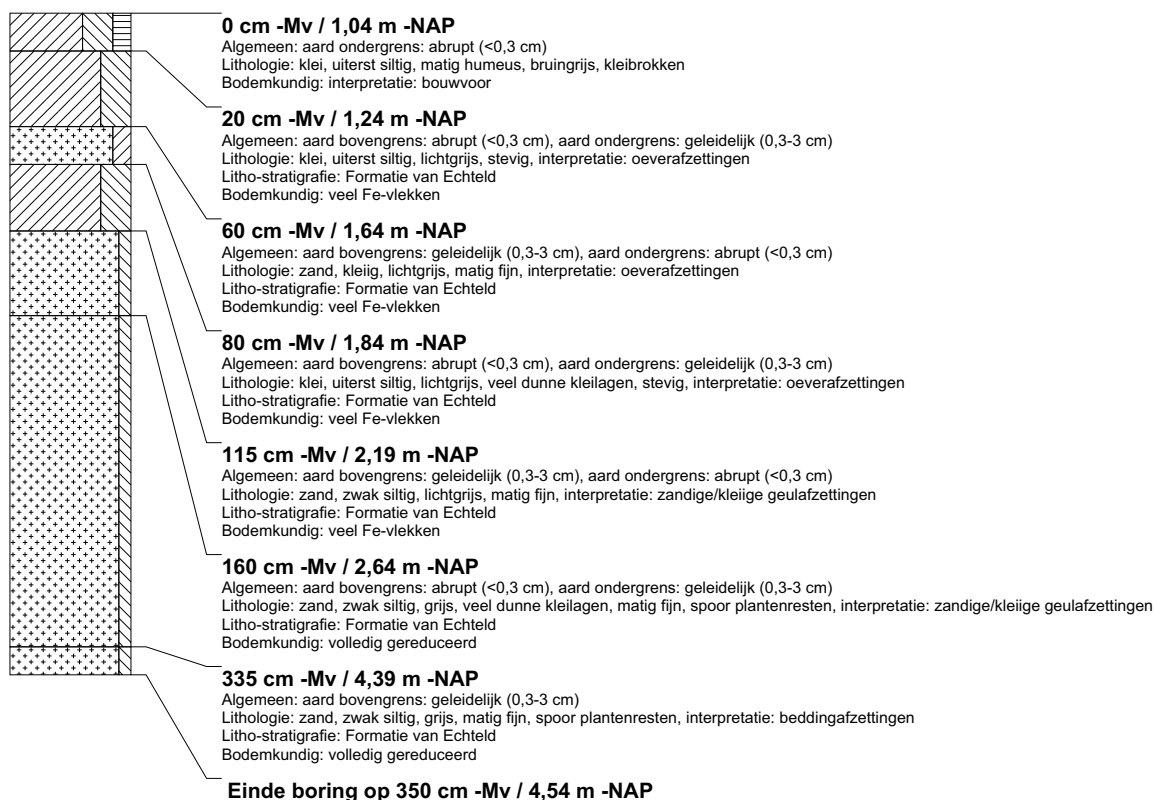 0 cm -Mv / 1,04 m -NAP
Algemeen: aard ondergrens: abrupt (<0,3 cm)
Lithologie: klei, uiterst siltig, matig humeus, bruingrijs, kleibrokken
Bodemkundig: interpretatie: bouwvoor
20 cm -Mv / 1,24 m -NAP
Algemeen: aard bovengrens: abrupt (<0,3 cm), aard ondergrens: geleidelijk (0,3-3 cm)
Lithologie: klei, uiterst siltig, lichtgrijs, stevig, interpretatie: oeverafzettingen
Litho-stratigrafie: Formatie van Echteld
Bodemkundig: veel Fe-vlekken
60 cm -Mv / 1,64 m -NAP
Algemeen: aard bovengrens: geleidelijk (0,3-3 cm), aard ondergrens: abrupt (<0,3 cm)
Lithologie: zand, kleiig, lichtgrijs, matig fijn, interpretatie: oeverafzettingen
Litho-stratigrafie: Formatie van Echteld
Bodemkundig: veel Fe-vlekken
80 cm -Mv / 1,84 m -NAP
Algemeen: aard bovengrens: abrupt (<0,3 cm), aard ondergrens: geleidelijk (0,3-3 cm)
Lithologie: klei, uiterst siltig, lichtgrijs, veel dunne kleilagen, stevig, interpretatie: oeverafzettingen
Litho-stratigrafie: Formatie van Echteld
Bodemkundig: veel Fe-vlekken
115 cm -Mv / 2,19 m -NAP
Algemeen: aard bovengrens: geleidelijk (0,3-3 cm), aard ondergrens: abrupt (<0,3 cm)
Lithologie: zand, zwak siltig, lichtgrijs, matig fijn, interpretatie: zandige/kleiige geulafzettingen
Litho-stratigrafie: Formatie van Echteld
Bodemkundig: veel Fe-vlekken
160 cm -Mv / 2,64 m -NAP
Algemeen: aard bovengrens: abrupt (<0,3 cm), aard ondergrens: geleidelijk (0,3-3 cm)
Lithologie: zand, zwak siltig, grijs, veel dunne kleilagen, matig fijn, spoor plantenresten, interpretatie: zandige/kleiige geulafzettingen
Litho-stratigrafie: Formatie van Echteld
Bodemkundig: volledig gereduceerd
335 cm -Mv / 4,39 m -NAP
Algemeen: aard bovengrens: geleidelijk (0,3-3 cm)
Lithologie: zand, zwak siltig, grijs, matig fijn, spoor plantenresten, interpretatie: beddingafzettingen
Litho-stratigrafie: Formatie van Echteld
Bodemkundig: volledig gereduceerd
Einde boring op 350 cm -Mv / 4,54 m -NAP